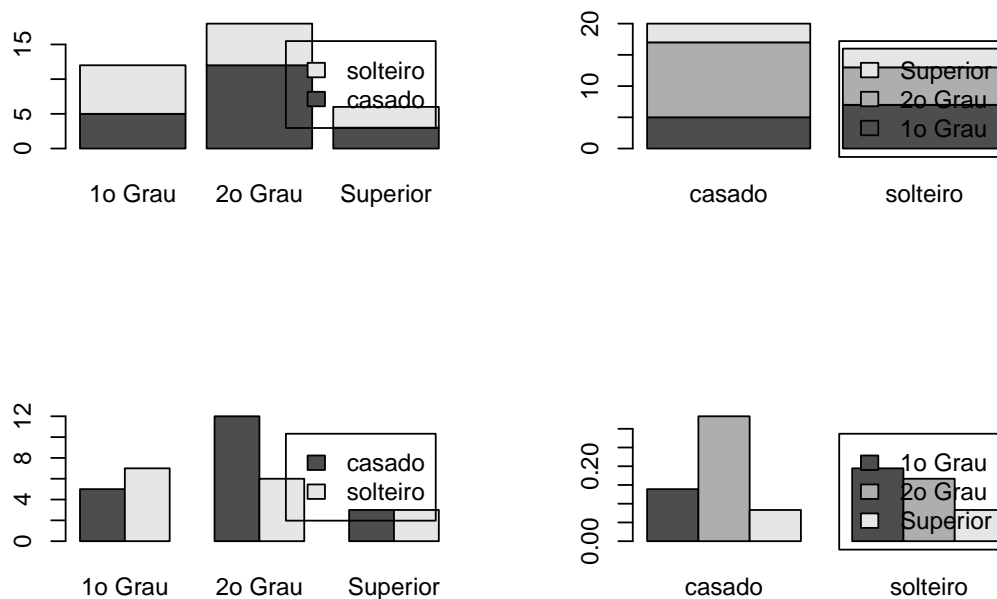 15
5
0
solteiro
casado
1o Grau 2o Grau Superior
20
10
0
Superior
2o Grau
1o Grau
casado solteiro
12
8
4
0
casado
solteiro
1o Grau 2o Grau Superior
0.20
0.00
1o Grau
2o Grau
Superior
casado solteiro